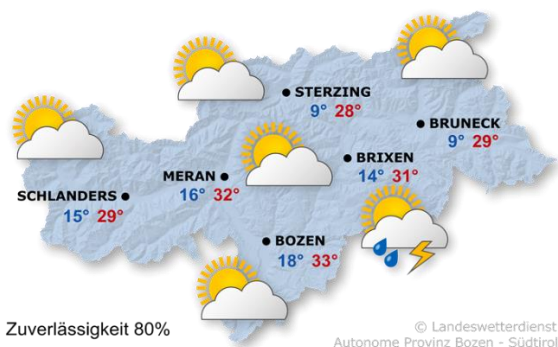 STERZING
9° 28°
BRUNECK
9° 29°
BRIXEN
14° 31°
MERAN
16° 32°
SCHLANDERS
15° 29°
BOZEN
18° 33°
Zuverlässigkeit 80%
© Landeswetterdienst
Autonome Provinz Bozen - Südtirol